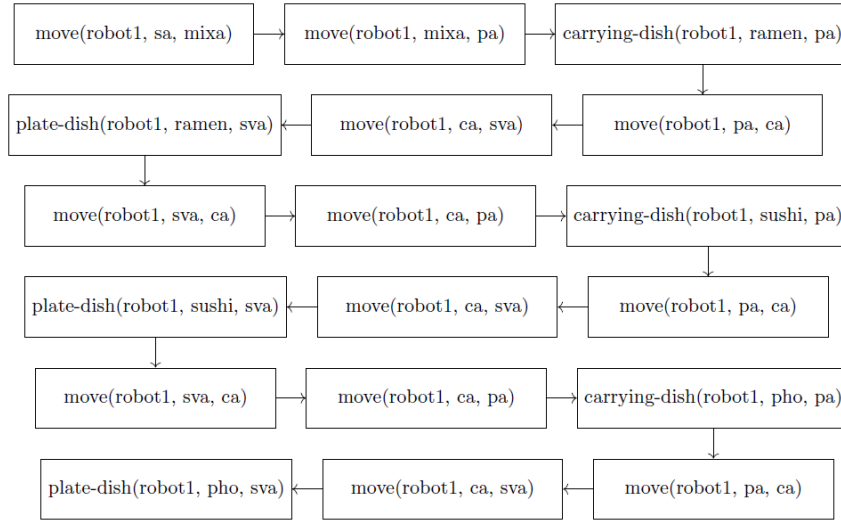 move(robot1, sa, mixa)
move(robot1, mixa, pa)
carrying-dish(robot1, ramen, pa)
move(robot1, pa, ca)
move(robot1, ca, sva)
plate-dish(robot1, ramen, sva)
move(robot1, sva, ca)
move(robot1, ca, pa)
carrying-dish(robot1, sushi, pa)
move(robot1, pa, ca)
move(robot1, ca, sva)
plate-dish(robot1, sushi, sva)
move(robot1, sva, ca)
move(robot1, ca, pa)
carrying-dish(robot1, pho, pa)
move(robot1, pa, ca)
move(robot1, ca, sva)
plate-dish(robot1, pho, sva)